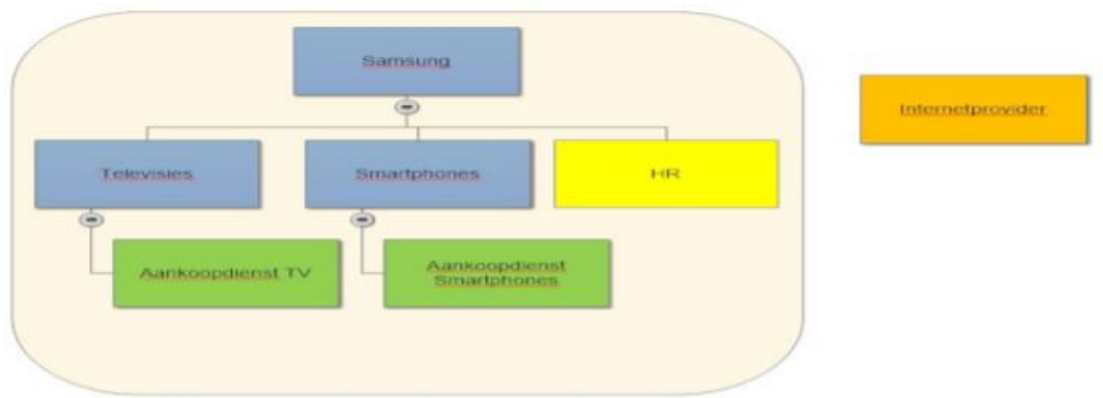 Samsung
Internetprovider
Televisies
Smartphones
HR
Aankoopdienst TV
Aankoopdienst
Smartphones